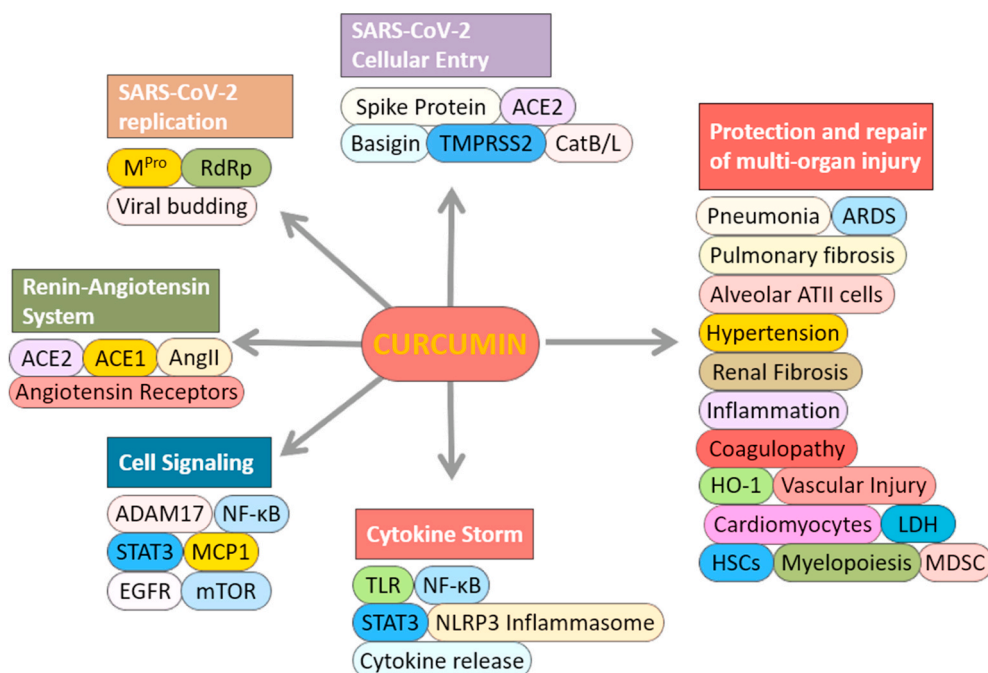 SARS-CoV-2
Cellular Entry
Spike Protein ACE2
Basigin TMPRSS2 CatB/L
SARS-CoV-2
replication
Mᴾʳᵒ RdRp
Viral budding
Renin-Angiotensin
System
ACE2 ACE1 AngII
Angiotensin Receptors
Cell Signaling
ADAM17 NF-κB
STAT3 MCP1
EGFR mTOR
CURCUMIN
Cytokine Storm
TLR NF-κB
STAT3 NLRP3 Inflammasome
Cytokine release
Protection and repair
of multi-organ injury
Pneumonia ARDS
Pulmonary fibrosis
Alveolar ATII cells
Hypertension
Renal Fibrosis
Inflammation
Coagulopathy
HO-1 Vascular Injury
Cardiomyocytes LDH
HSCs Myelopoiesis MDSC